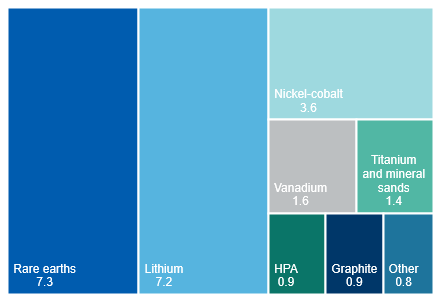 Nickel-cobalt
3.6
Vanadium
1.6
Titanium
and mineral
sands
1.4
Rare earths
7.3
Lithium
7.2
HPA
0.9
Graphite
0.9
Other
0.8